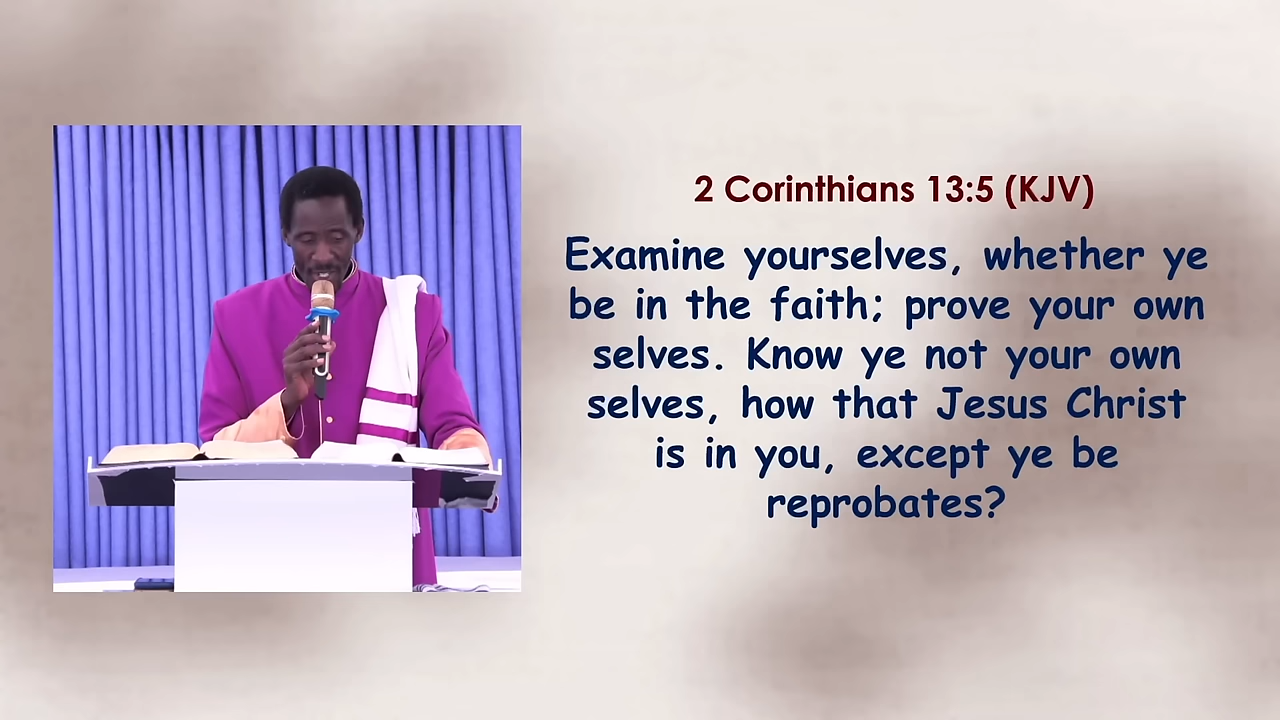 2 Corinthians 13:5 (KJV)
Examine yourselves, whether ye
be in the faith; prove your own
selves. Know ye not your own
selves, how that Jesus Christ
is in you, except ye be
reprobates?